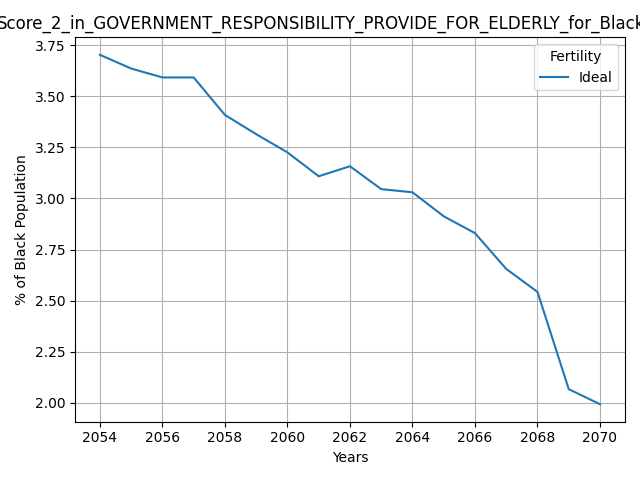 Score_2_in_GOVERNMENT_RESPONSIBILITY_PROVIDE_FOR_ELDERLY_for_Black
Fertility
Ideal
% of Black Population
3.75
3.50
3.25
3.00
2.75
2.50
2.25
2.00
2054 2056 2058 2060 2062 2064 2066 2068 2070
Years